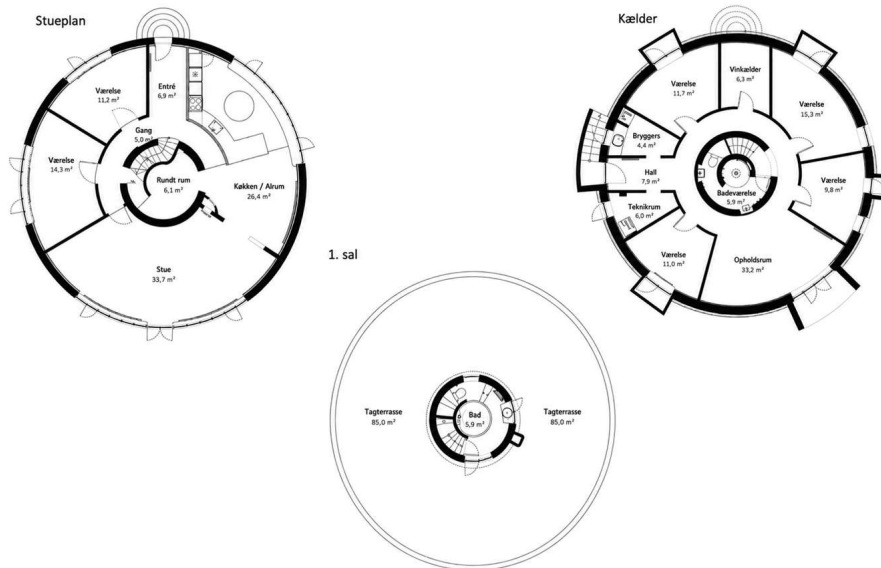 Stueplan
Værelse
11,2 m²
Entré
6,9 m²
Gang
5,0 m²
Værelse
14,3 m²
Rundt rum
6,1 m²
Køkken / Alrum
26,4 m²
Stue
33,7 m²
Kælder
Værelse
11,7 m²
Vinkælder
6,3 m²
Værelse
15,3 m²
Bryggers
4,4 m²
Hall
7,9 m²
Værelse
9,8 m²
Badeværelse
5,9 m²
Teknikrum
6,0 m²
Værelse
11,0 m²
Opholdsrum
33,2 m²
1. sal
Tagterrasse
85,0 m²
Bad
5,9 m²
Tagterrasse
85,0 m²